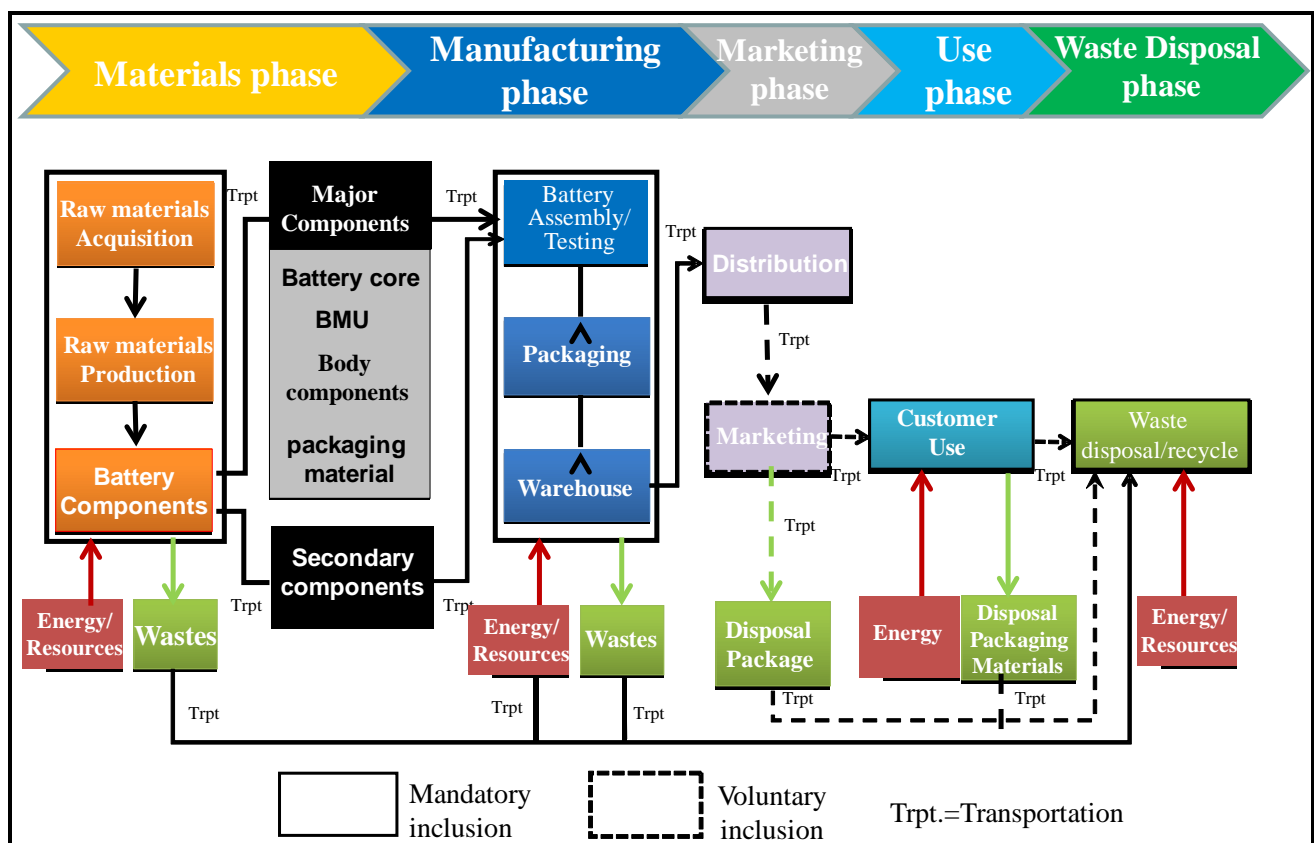 Materials phase
Manufacturing
phase
Marketing
phase
Use
phase
Waste Disposal
phase
Raw materials
Acquisition
Raw materials
Production
Battery
Components
Trpt
Major
Components
Battery core
BMU
Body
components
packaging
material
Trpt
Battery
Assembly/
Testing
Packaging
Warehouse
Trpt
Distribution
Trpt
Marketing
Trpt
Customer
Use
Trpt
Waste
disposal/recycle
Trpt
Secondary
components
Trpt
Energy/
Resources
Wastes
Energy/
Resources
Wastes
Trpt
Disposal
Package
Energy
Disposal
Packaging
Materials
Energy/
Resources
Trpt
Trpt
Trpt
Trpt
Trpt
Mandatory
inclusion
Voluntary
inclusion
Trpt.=Transportation